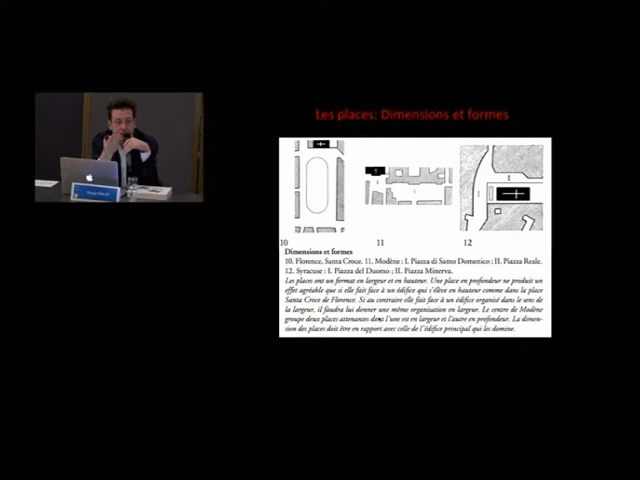 Les places: Dimensions et formes
I
I
I
I
10
11
12
Dimensions et formes
10. Florence, Santa Croce. 11. Modène : I. Piazza di Santo Domenico ; II. Piazza Reale.
12. Syracuse : I. Piazza del Duomo ; II. Piazza Minerva.
Les places ont un format en largeur et en hauteur. Une place en profondeur ne produit un
effet agréable que si elle fait face à un édifice qui s'élève en hauteur comme dans la place
Santa Croce de Florence. Si au contraire elle fait face à un édifice organisé dans le sens de
la largeur, il faudra lui donner une même organisation en largeur. Le centre de Modène
groupe deux places attenantes dont l'une est en largeur et l'autre en profondeur. La dimen-
sion des places doit être en rapport avec celle de l'édifice principal qui les domine.